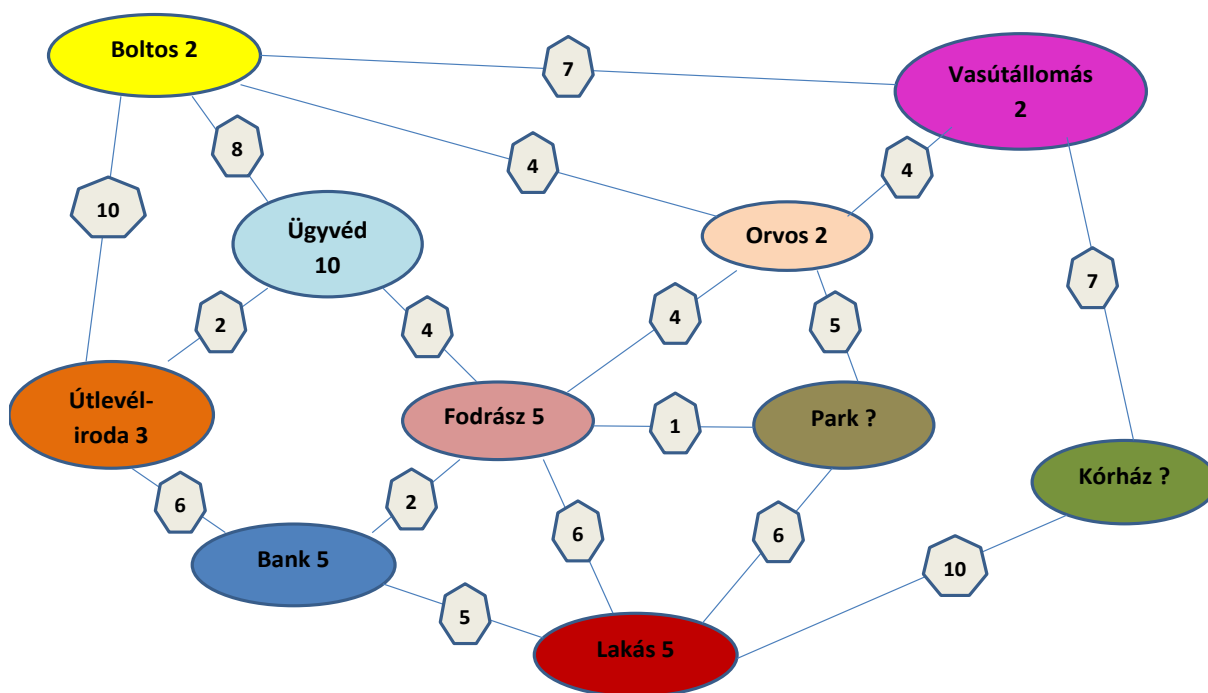 Boltos 2
7
Vasútállomás
2
8
4
4
10
Ügyvéd
10
Orvos 2
7
2
4
4
5
Útlevél-
iroda 3
Fodrász 5
1
Park ?
Kórház ?
6
2
6
6
Bank 5
10
5
Lakás 5